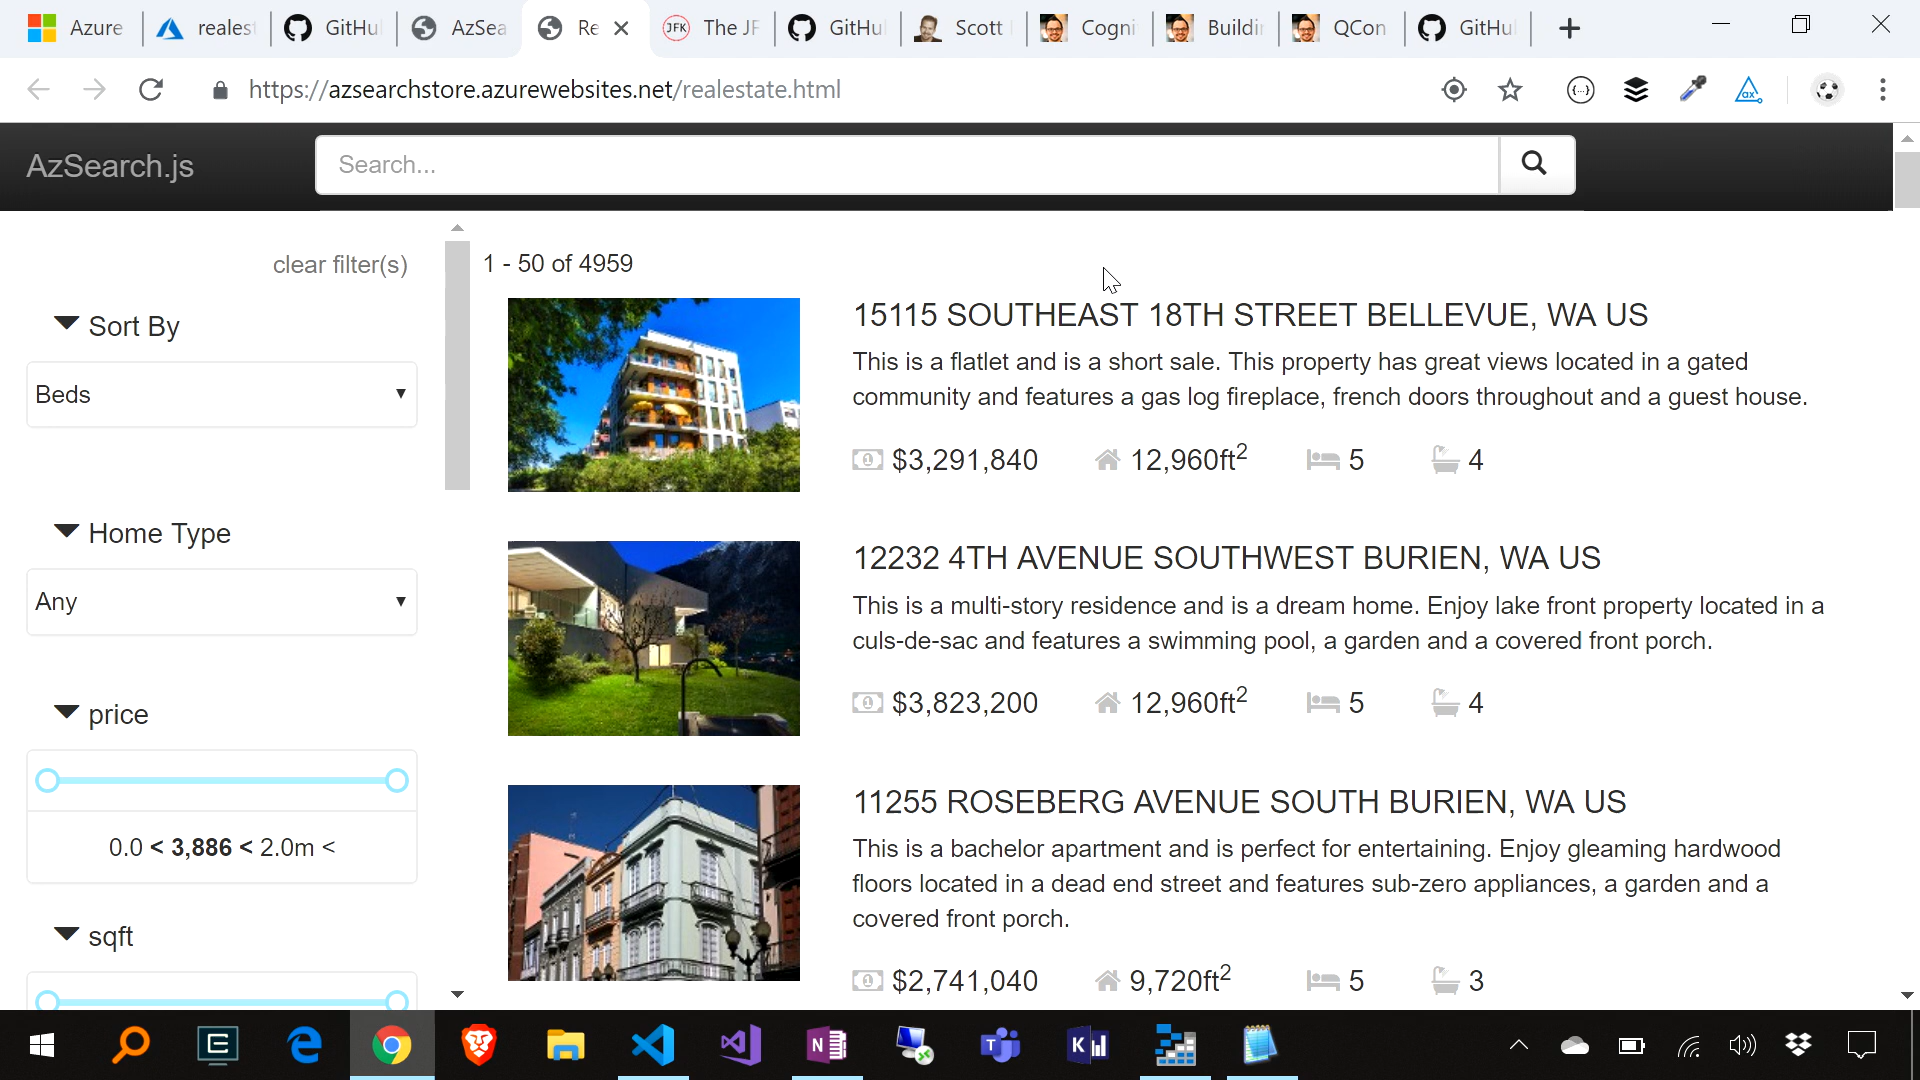 Azure
realest
GitHu
AzSea
Re
The JF
GitHu
Scott
Cogni
Buildi
QCon
GitHu
https://azsearchstore.azurewebsites.net/realestate.html
AzSearch.js
Search...
clear filter(s)
Sort By
Beds
Home Type
Any
price
0.0 < 3,886 < 2.0m <
sqft
1 - 50 of 4959
15115 SOUTHEAST 18TH STREET BELLEVUE, WA US
This is a flatlet and is a short sale. This property has great views located in a gated
community and features a gas log fireplace, french doors throughout and a guest house.
$3,291,840 12,960ft² 5 4
12232 4TH AVENUE SOUTHWEST BURIEN, WA US
This is a multi-story residence and is a dream home. Enjoy lake front property located in a
culs-de-sac and features a swimming pool, a garden and a covered front porch.
$3,823,200 12,960ft² 5 4
11255 ROSEBERG AVENUE SOUTH BURIEN, WA US
This is a bachelor apartment and is perfect for entertaining. Enjoy gleaming hardwood
floors located in a dead end street and features sub-zero appliances, a garden and a
covered front porch.
$2,741,040 9,720ft² 5 3